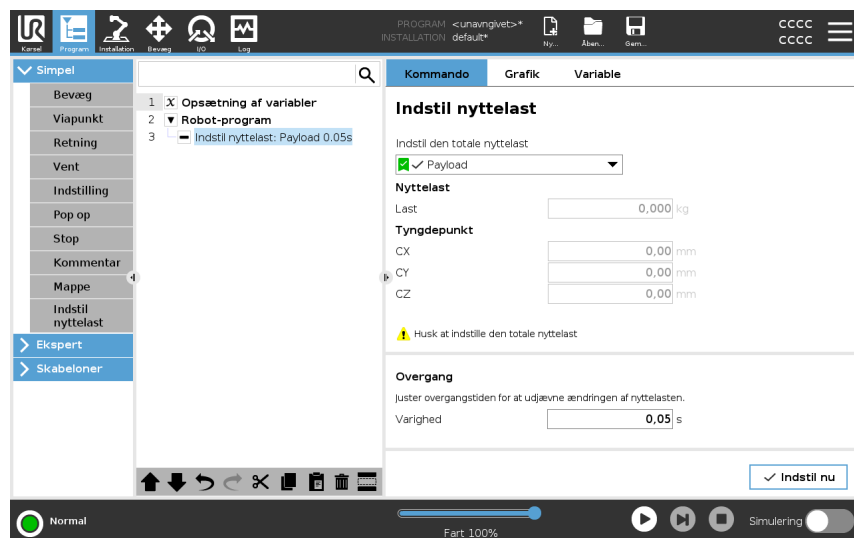 PROGRAM <unavngivet>*
INSTALLATION default*
CCCC
CCCC
Kørsel Program Installation Bevæg I/O Log Ny... Åben... Gem...
Simpel
Bevæg
Viapunkt
Retning
Vent
Indstilling
Pop op
Stop
Kommentar
Mappe
Indstil
nyttelast
Ekspert
Skabeloner
1 X Opsætning af variabler
2 Robot-program
3 Indstil nyttelast: Payload 0.05s
Kommando Grafik Variable
Indstil nyttelast
Indstil den totale nyttelast
Payload
Nyttelast
Last 0,000 kg
Tyngdepunkt
CX 0,00 mm
CY 0,00 mm
CZ 0,00 mm
Husk at indstille den totale nyttelast
Overgang
Juster overgangstiden for at udjævne ændringen af nyttelasten.
Varighed 0,05 s
Indstil nu
Normal
Fart 100%
Simulering